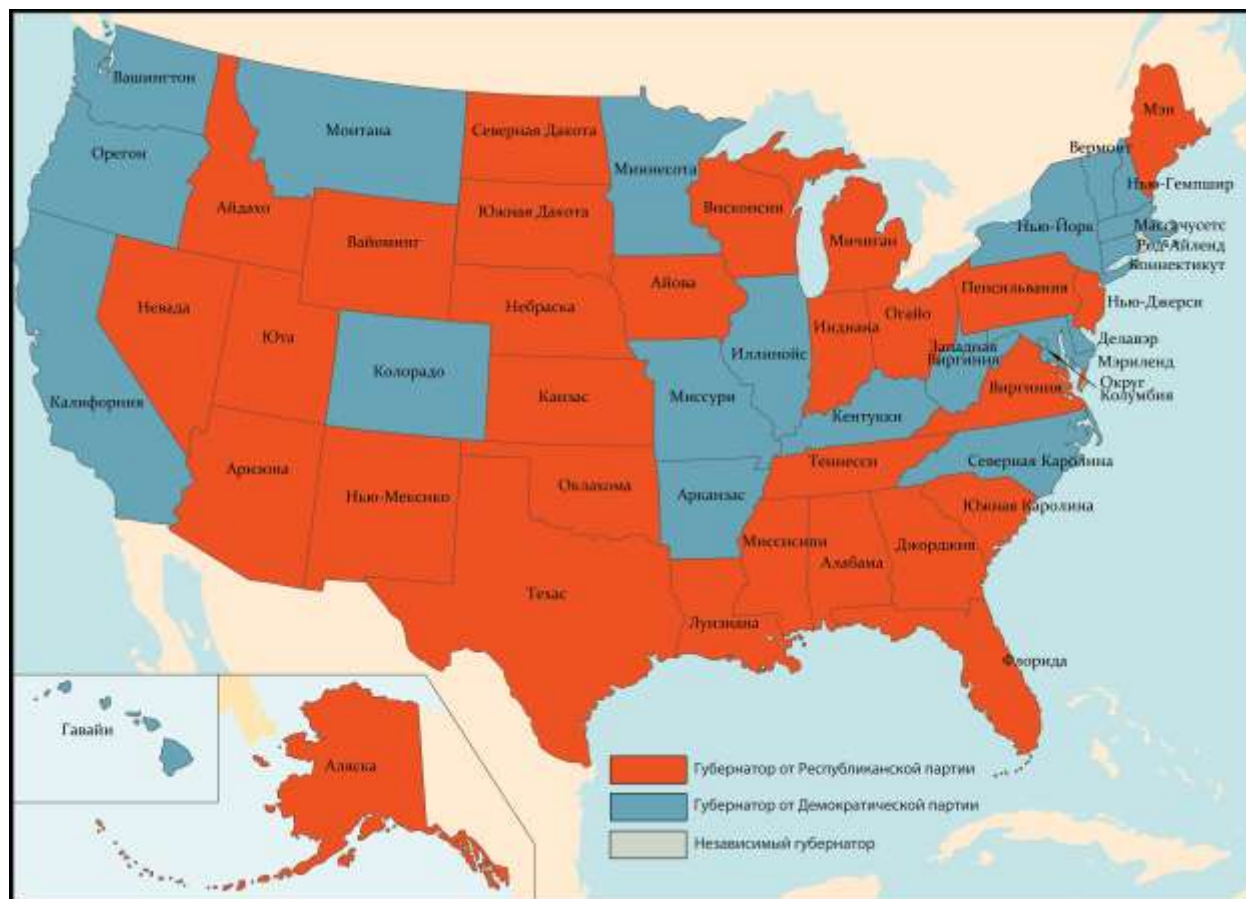 Вашингтон
Монтана
Северная Дакота
Миннесота
Мэн
Орегон
Вермонт
Нью-Гемпшир
Айдахо
Южная Дакота
Висконсин
Массачусетс
Нью-Йорк
Вайоминг
Мичиган
Род-Айленд
Коннектикут
Айова
Пенсильвания
Невада
Небраска
Нью-Джерси
Юта
Иллинойс
Индиана
Огайо
Делавэр
Западная
Виргиния
Мэриленд
Колорадо
Округ
Колумбия
Калифорния
Канзас
Миссури
Виргиния
Кентукки
Аризона
Теннесси
Северная Каролина
Нью-Мексико
Оклахома
Арканзас
Южная Каролина
Миссисипи
Алабама
Джорджия
Техас
Луизиана
Флорида
Гавайи
Аляска
Губернатор от Республиканской партии
Губернатор от Демократической партии
Независимый губернатор